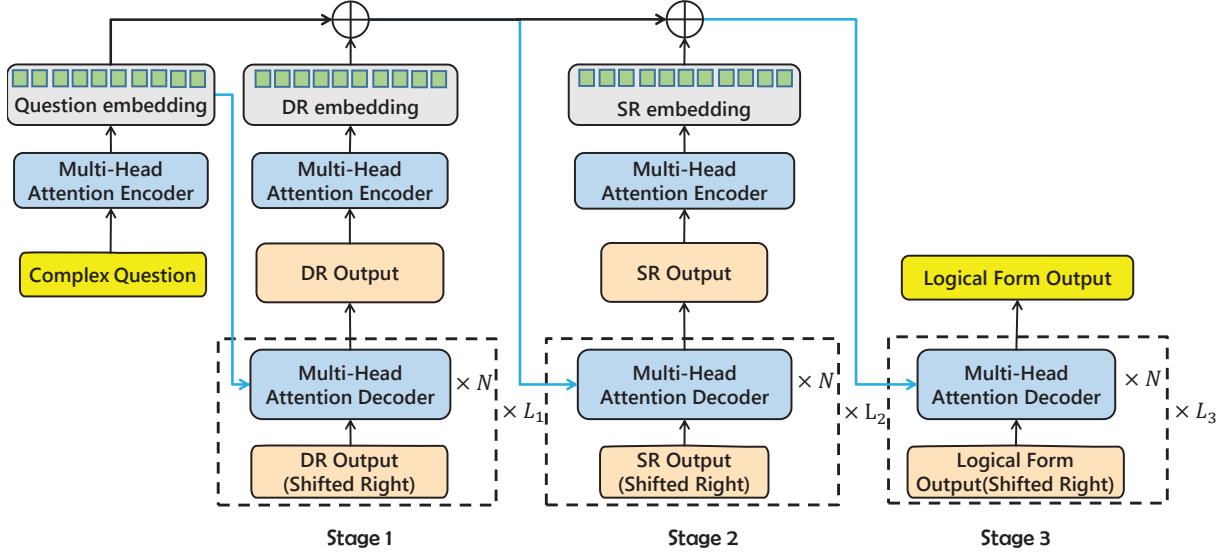 Question embedding
DR embedding
SR embedding
Multi-Head
Attention Encoder
Multi-Head
Attention Encoder
Multi-Head
Attention Encoder
Complex Question
DR Output
SR Output
Logical Form Output
Multi-Head
Attention Decoder
× N
× L₁
Multi-Head
Attention Decoder
× N
× L₂
Multi-Head
Attention Decoder
× N
× L₃
DR Output
(Shifted Right)
SR Output
(Shifted Right)
Logical Form
Output(Shifted Right)
Stage 1
Stage 2
Stage 3